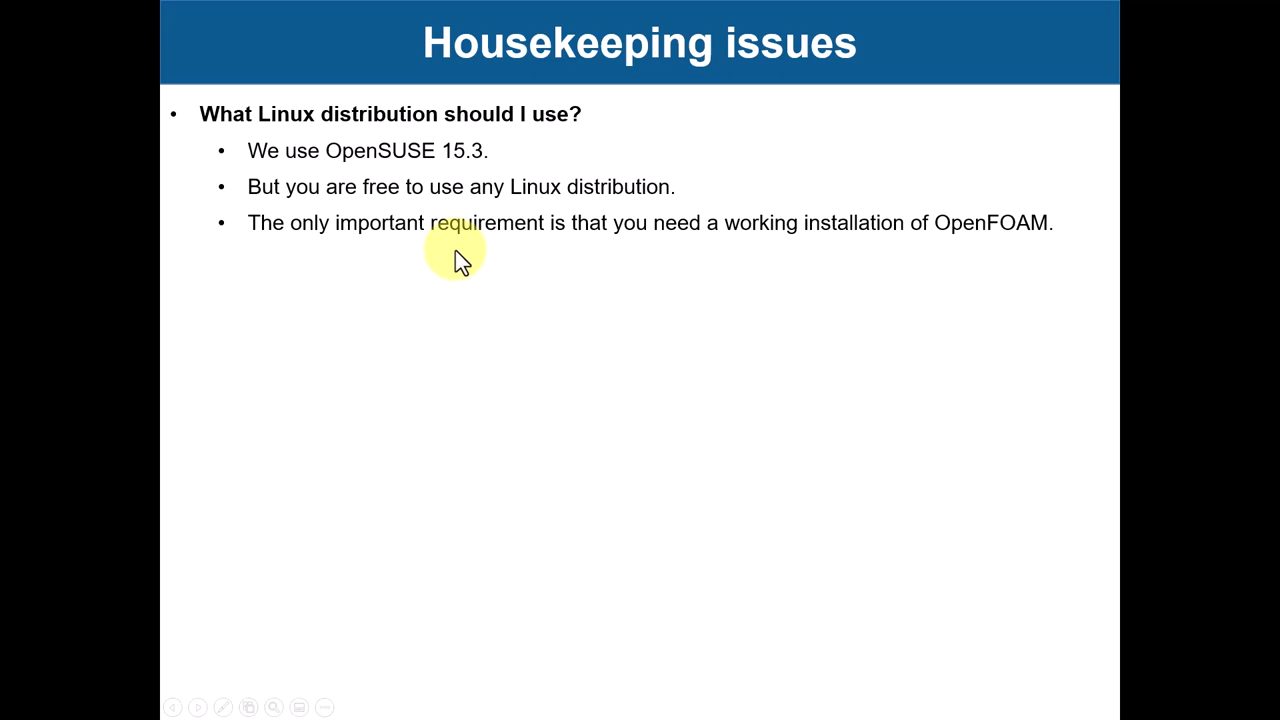 Housekeeping issues
• What Linux distribution should I use?
• We use OpenSUSE 15.3.
• But you are free to use any Linux distribution.
• The only important requirement is that you need a working installation of OpenFOAM.